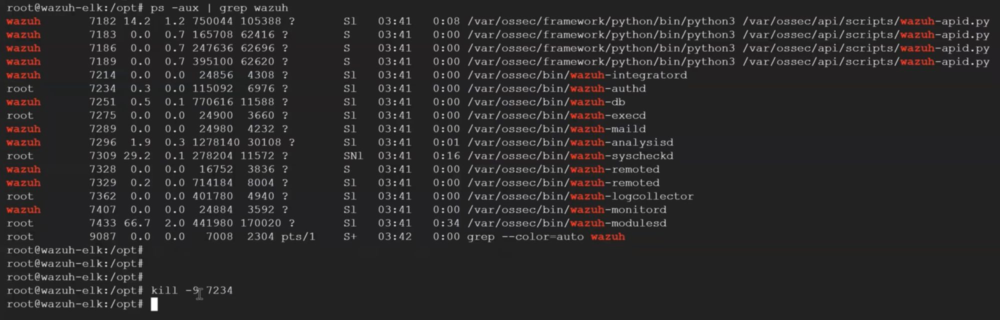 root@wazuh-elk:/opt# ps -aux | grep wazuh
wazuh 7182 14.2 1.2 750044 105388 ? Sl 03:41 0:08 /var/ossec/framework/python/bin/python3 /var/ossec/api/scripts/wazuh-apid.py
wazuh 7183 0.0 0.7 165708 62416 ? S 03:41 0:00 /var/ossec/framework/python/bin/python3 /var/ossec/api/scripts/wazuh-apid.py
wazuh 7186 0.0 0.7 247636 62696 ? S 03:41 0:00 /var/ossec/framework/python/bin/python3 /var/ossec/api/scripts/wazuh-apid.py
wazuh 7189 0.0 0.7 395100 62620 ? S 03:41 0:00 /var/ossec/framework/python/bin/python3 /var/ossec/api/scripts/wazuh-apid.py
wazuh 7214 0.0 0.0 24856 4308 ? Sl 03:41 0:00 /var/ossec/bin/wazuh-integratord
root 7234 0.3 0.0 115092 6976 ? Sl 03:41 0:00 /var/ossec/bin/wazuh-authd
wazuh 7251 0.5 0.1 770616 11588 ? Sl 03:41 0:00 /var/ossec/bin/wazuh-db
root 7275 0.0 0.0 24900 3660 ? Sl 03:41 0:00 /var/ossec/bin/wazuh-execd
wazuh 7289 0.0 0.0 24980 4232 ? Sl 03:41 0:00 /var/ossec/bin/wazuh-maild
wazuh 7296 1.9 0.3 1278140 30108 ? Sl 03:41 0:01 /var/ossec/bin/wazuh-analysisd
root 7309 29.2 0.1 278204 11572 ? SNl 03:41 0:16 /var/ossec/bin/wazuh-syscheckd
wazuh 7328 0.0 0.0 16752 3836 ? S 03:41 0:00 /var/ossec/bin/wazuh-remoted
wazuh 7329 0.2 0.0 714184 8004 ? Sl 03:41 0:00 /var/ossec/bin/wazuh-remoted
root 7362 0.0 0.0 401780 4940 ? Sl 03:41 0:00 /var/ossec/bin/wazuh-logcollector
wazuh 7407 0.0 0.0 24884 3592 ? Sl 03:41 0:00 /var/ossec/bin/wazuh-monitord
root 7433 66.7 2.0 441980 170020 ? Sl 03:41 0:34 /var/ossec/bin/wazuh-modulesd
root 9087 0.0 0.0 7008 2304 pts/1 S+ 03:42 0:00 grep --color=auto wazuh
root@wazuh-elk:/opt#
root@wazuh-elk:/opt#
root@wazuh-elk:/opt#
root@wazuh-elk:/opt# kill -9 7234
root@wazuh-elk:/opt#